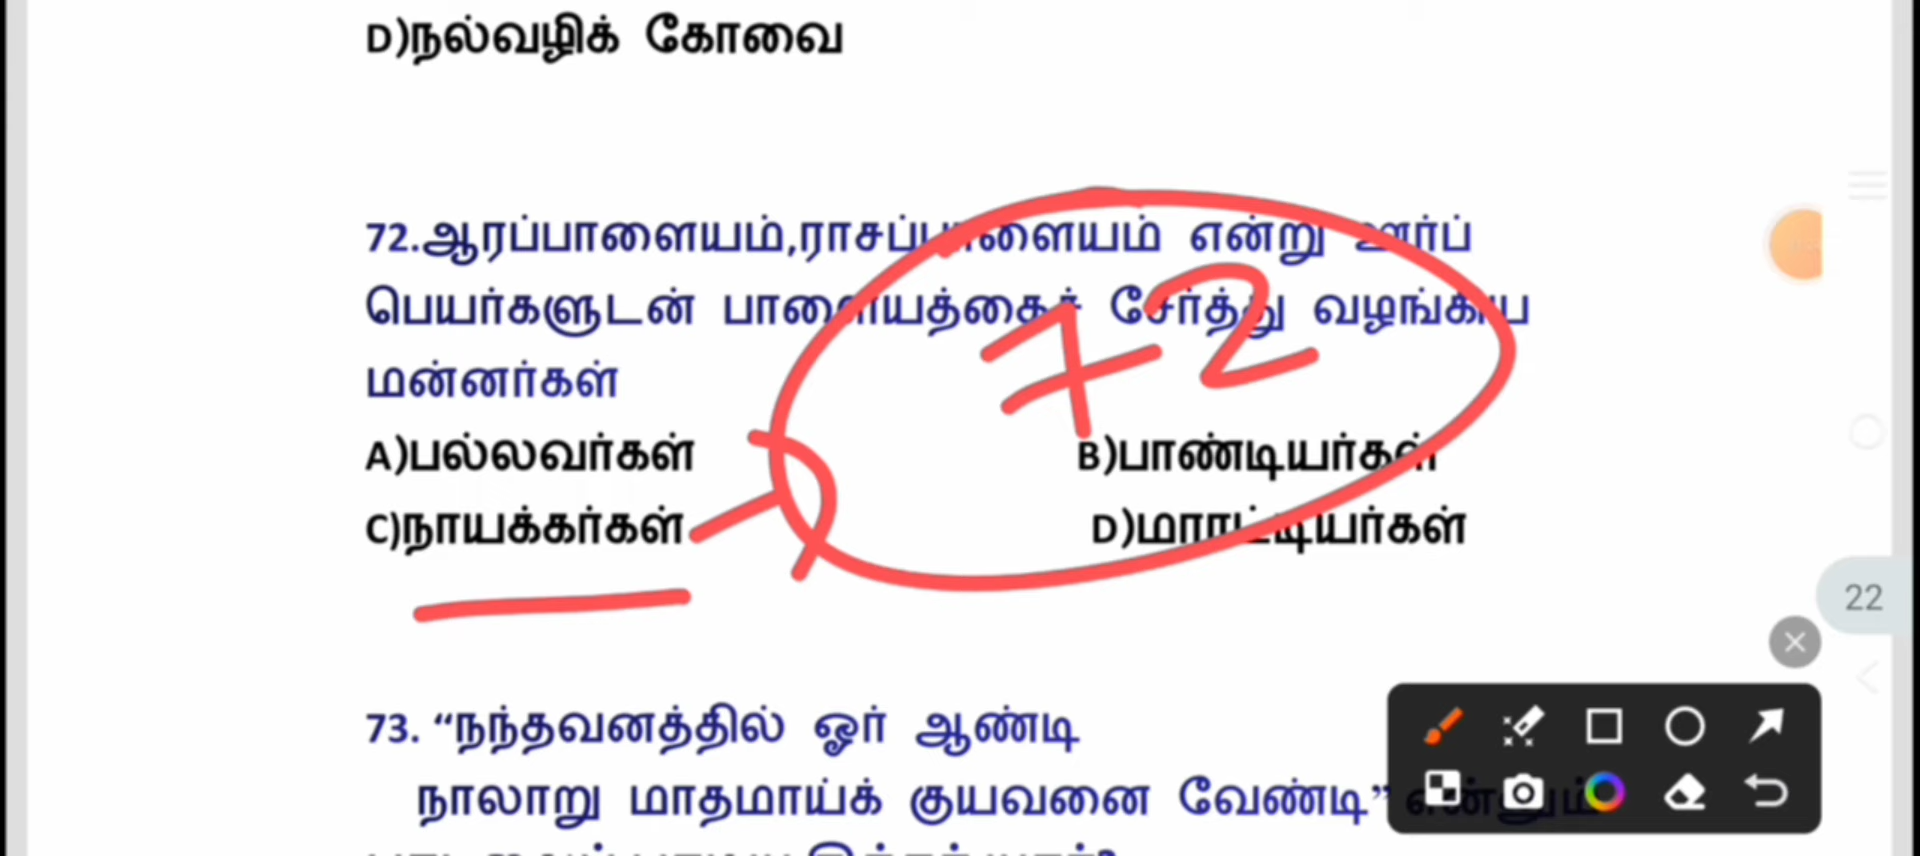 D)நல்வழிக் கோவை
72.ஆரப்பாளையம்,ராசப்பாளையம் என்று ஊர்ப்
பெயர்களுடன் பாளையத்தைச் சேர்த்து வழங்கிய
72
மன்னர்கள்
A)பல்லவர்கள் B)பாண்டியர்கள்
C)நாயக்கர்கள் D)மராட்டியர்கள்
22
73. “நந்தவனத்தில் ஓர் ஆண்டி
நாலாறு மாதமாய்க் குயவனை வேண்டி” என்னும்